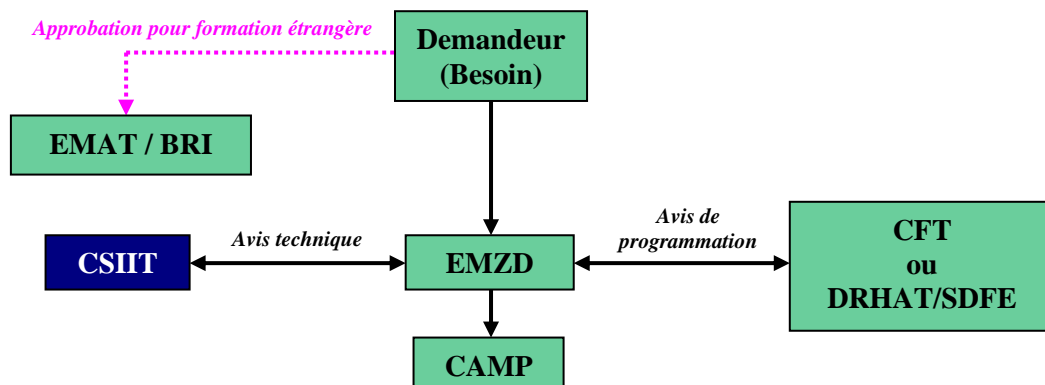 Approbation pour formation étrangère
Demandeur
(Besoin)
EMAT / BRI
CSIIT
Avis technique
EMZD
Avis de
programmation
CFT
ou
DRHAT/SDFE
CAMP